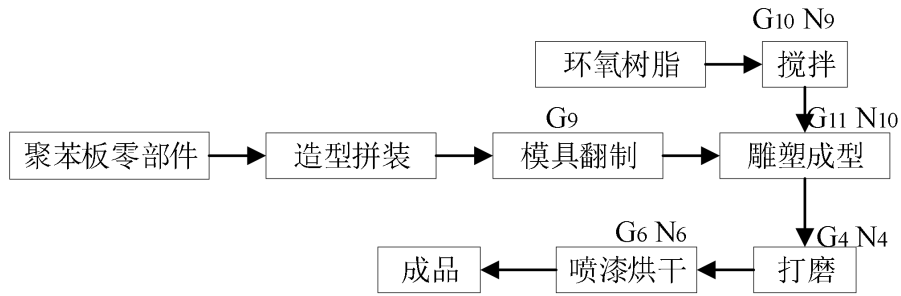 G10 N9
环氧树脂 搅拌
G9 G11 N10
聚苯板零部件 造型拼装 模具翻制 雕塑成型
G6 N6 G4 N4
成品 喷漆烘干 打磨